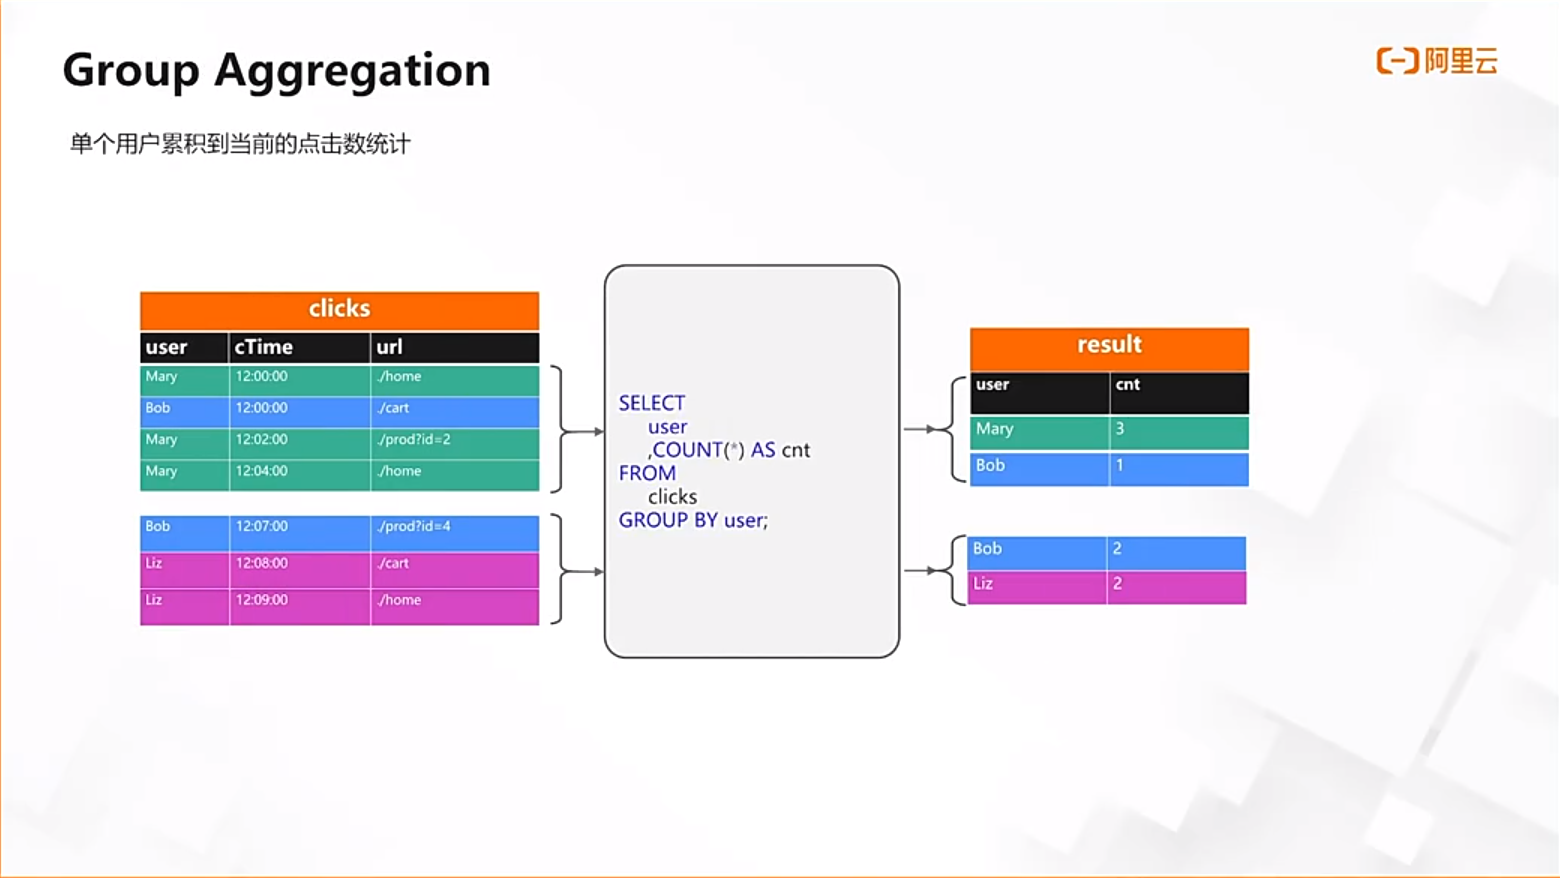 Group Aggregation
阿里云
单个用户累积到当前的点击数统计
clicks
user cTime url
Mary 12:00:00 ./home
Bob 12:00:00 ./cart
Mary 12:02:00 ./prod?id=2
Mary 12:04:00 ./home
Bob 12:07:00 ./prod?id=4
Liz 12:08:00 ./cart
Liz 12:09:00 ./home
SELECT
user
,COUNT(*) AS cnt
FROM
clicks
GROUP BY user;
result
user cnt
Mary 3
Bob 1
Bob 2
Liz 2